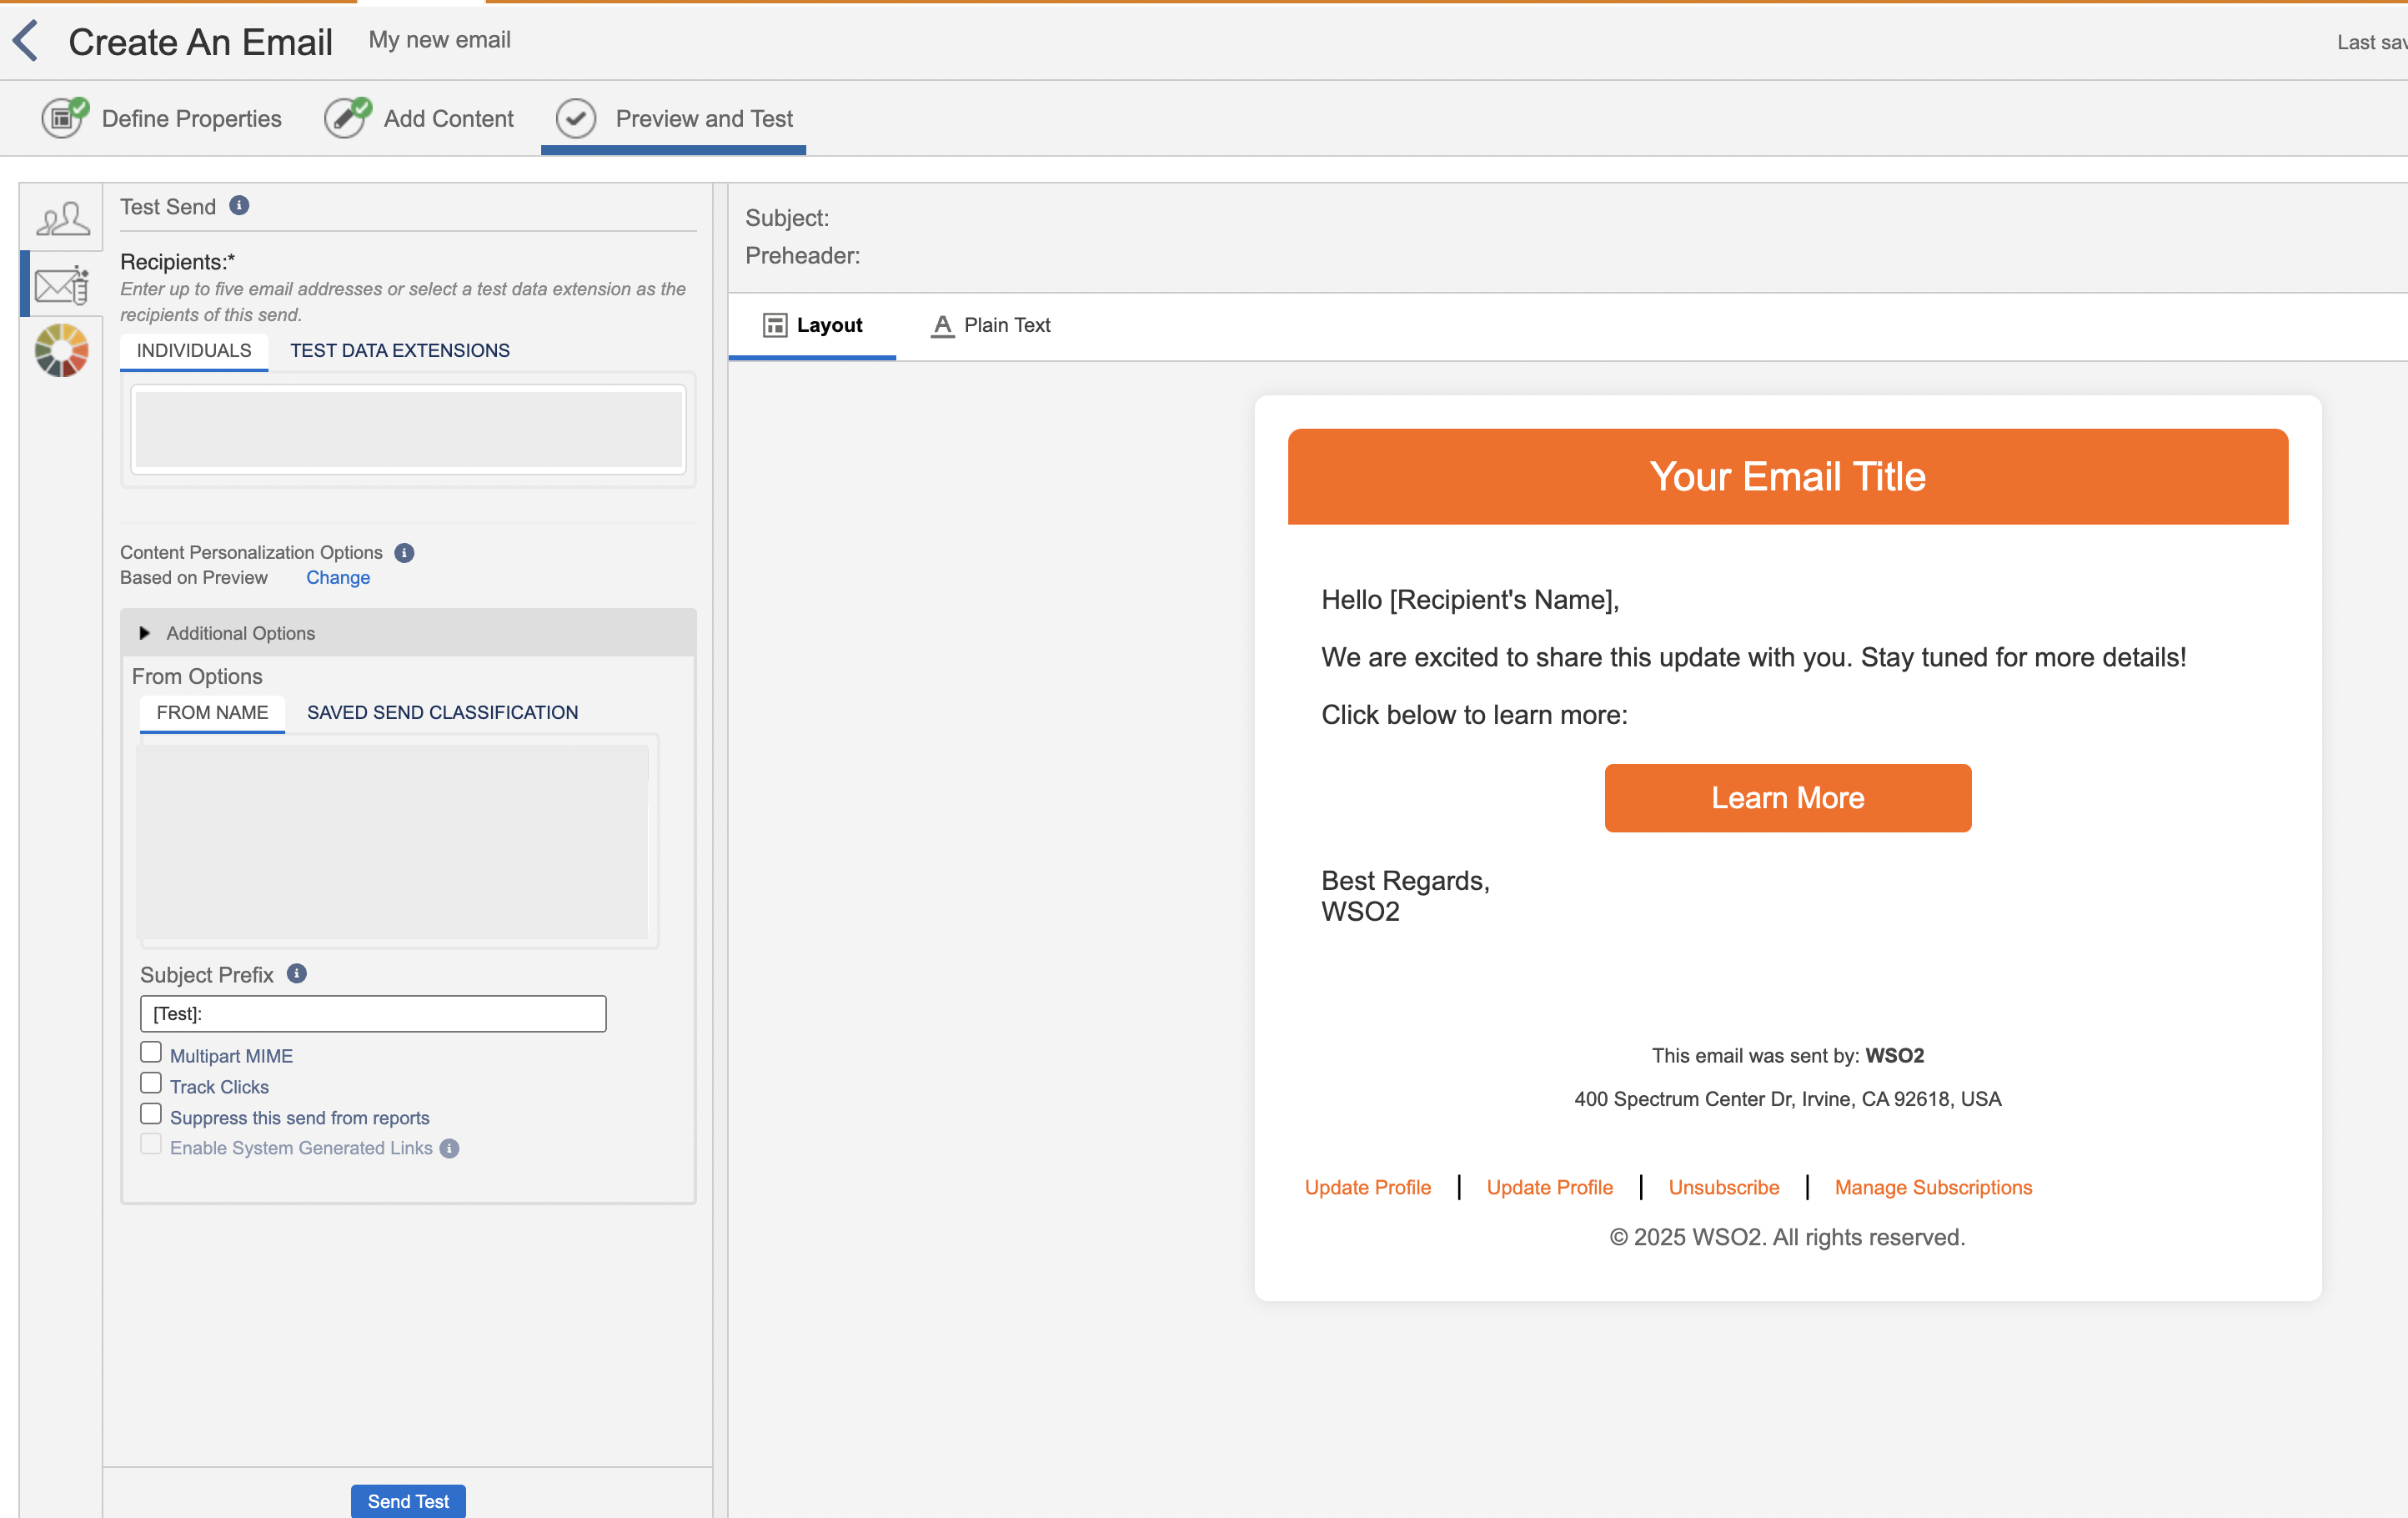 Create An Email
My new email
Last sav
Define Properties
Add Content
Preview and Test
Test Send
Recipients:*
Enter up to five email addresses or select a test data extension as the
recipients of this send.
INDIVIDUALS
TEST DATA EXTENSIONS
Content Personalization Options
Based on Preview
Change
Additional Options
From Options
FROM NAME
SAVED SEND CLASSIFICATION
Subject Prefix
[Test]:
Multipart MIME
Track Clicks
Suppress this send from reports
Enable System Generated Links
Send Test
Subject:
Preheader:
Layout
Plain Text
Your Email Title
Hello [Recipient's Name],
We are excited to share this update with you. Stay tuned for more details!
Click below to learn more:
Learn More
Best Regards,
WSO2
This email was sent by: WSO2
400 Spectrum Center Dr, Irvine, CA 92618, USA
Update Profile | Update Profile | Unsubscribe | Manage Subscriptions
© 2025 WSO2. All rights reserved.